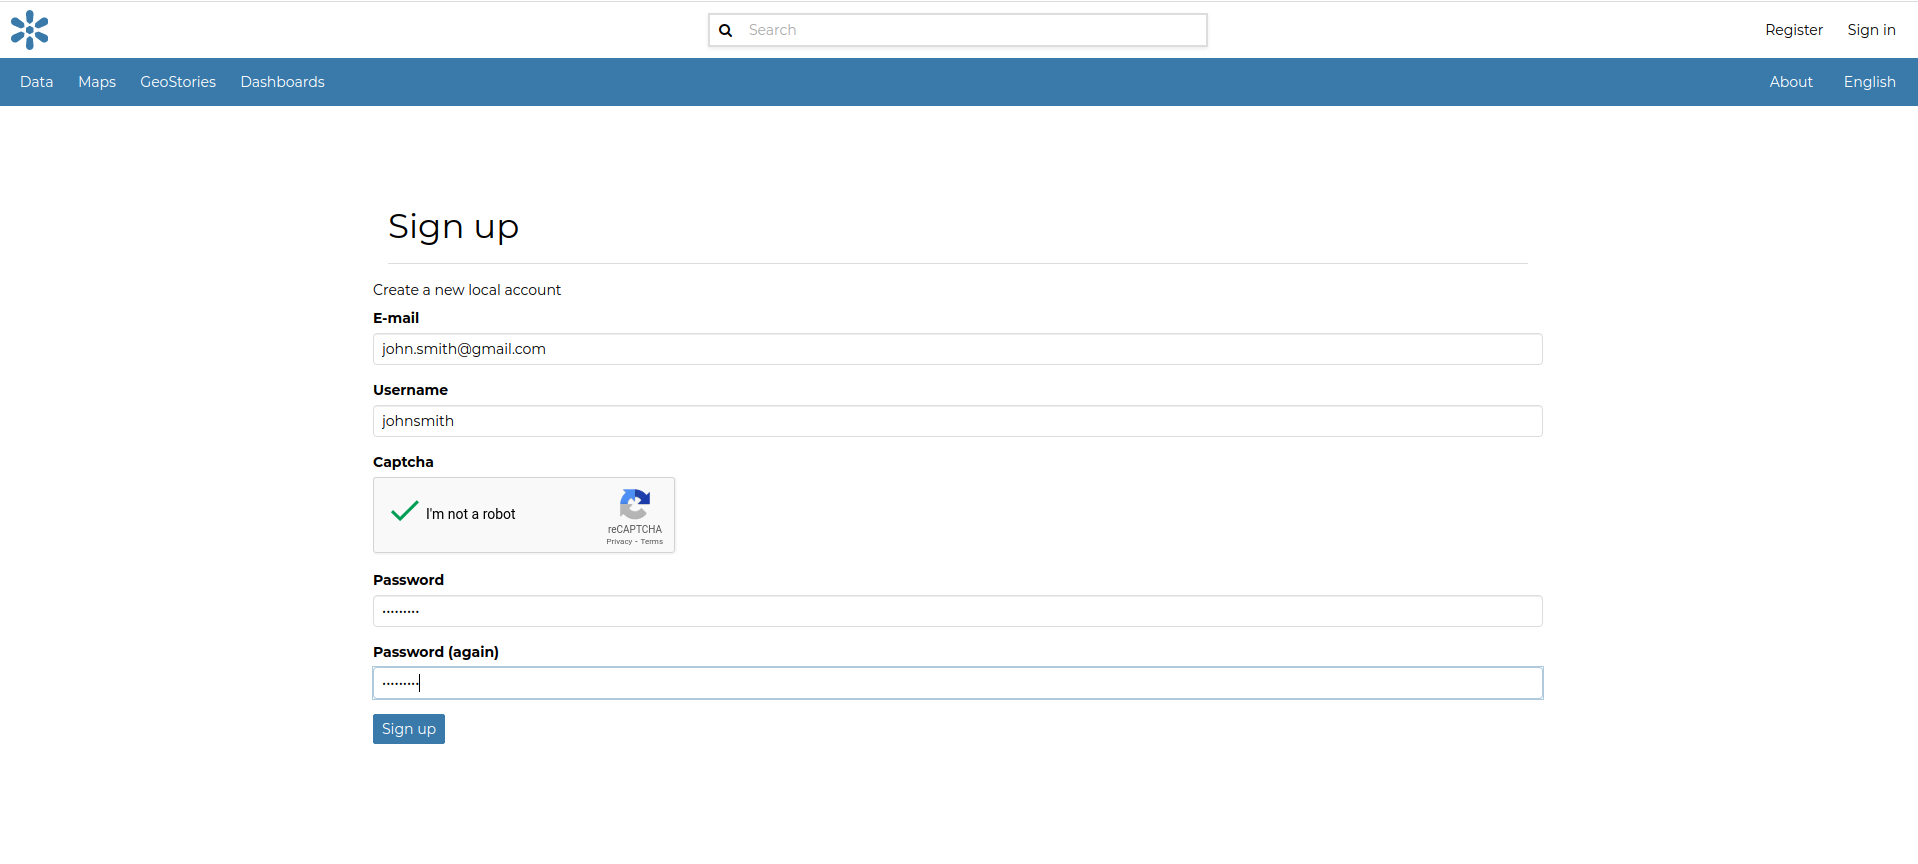 Search
Register Sign in
Data Maps GeoStories Dashboards About English
Sign up
Create a new local account
E-mail
john.smith@gmail.com
Username
johnsmith
Captcha
I'm not a robot
reCAPTCHA
Privacy - Terms
Password
•••••••••
Password (again)
•••••••••
Sign up